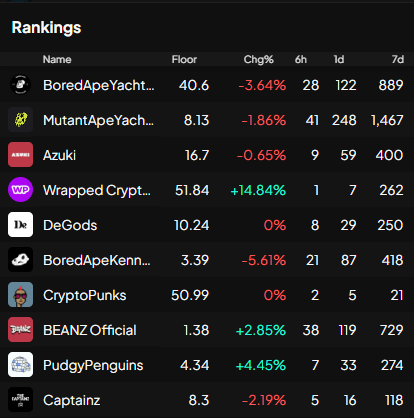 Rankings
Name Floor Chg% 6h 1d 7d
BoredApeYacht... 40.6 -3.64% 28 122 889
MutantApeYach... 8.13 -1.86% 41 248 1,467
AZUKI Azuki 16.7 -0.65% 9 59 400
WP Wrapped Crypt... 51.84 +14.84% 1 7 262
De DeGods 10.24 0% 8 29 250
BoredApeKenn... 3.39 -5.61% 21 87 418
CryptoPunks 50.99 0% 2 5 21
BEANZ BEANZ Official 1.38 +2.85% 38 119 729
PudgyPenguins 4.34 +4.45% 7 33 274
Captainz 8.3 -2.19% 5 16 118